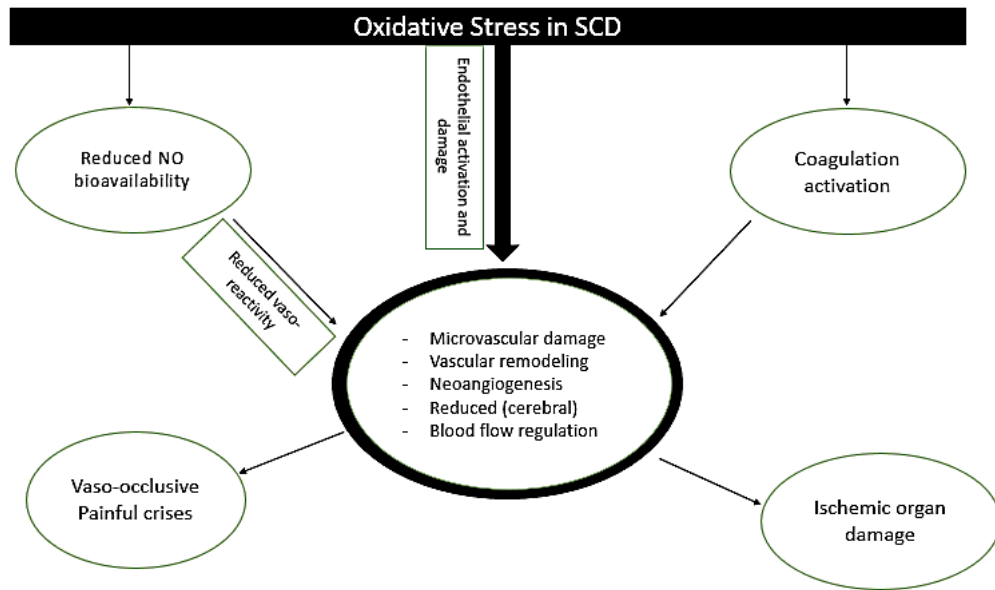 Oxidative Stress in SCD
Endothelial activation and
damage
Reduced NO
bioavailability
Coagulation
activation
Reduced vaso-
reactivity
- Microvascular damage
- Vascular remodeling
- Neoangiogenesis
- Reduced (cerebral)
- Blood flow regulation
Vaso-occlusive
Painful crises
Ischemic organ
damage